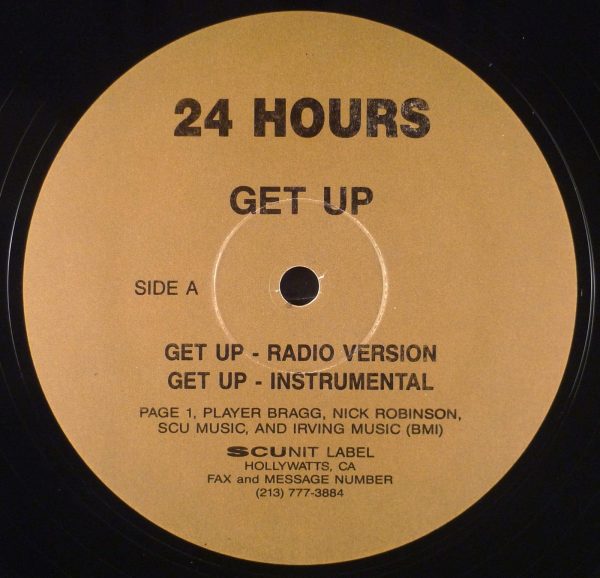 24 HOURS
GET UP
SIDE A
GET UP - RADIO VERSION
GET UP - INSTRUMENTAL
PAGE 1, PLAYER BRAGG, NICK ROBINSON,
SCU MUSIC, AND IRVING MUSIC (BMI)
SCUNIT LABEL
HOLLYWATTS, CA
FAX and MESSAGE NUMBER
(213) 777-3884